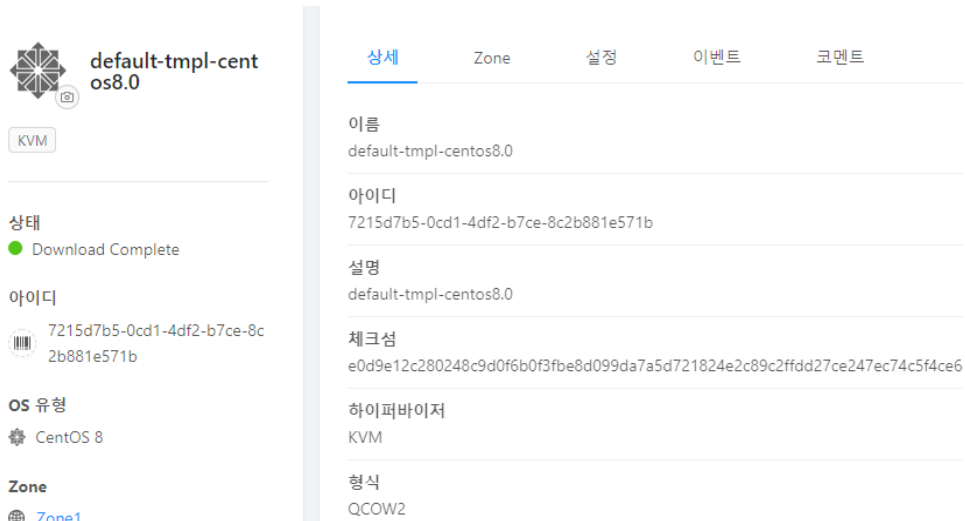 default-tmpl-cent
os8.0
KVM
상태
Download Complete
아이디
7215d7b5-0cd1-4df2-b7ce-8c
2b881e571b
OS 유형
CentOS 8
Zone
Zone1
상세 Zone 설정 이벤트 코멘트
이름
default-tmpl-centos8.0
아이디
7215d7b5-0cd1-4df2-b7ce-8c2b881e571b
설명
default-tmpl-centos8.0
체크섬
e0d9e12c280248c9d0f6b0f3fbe8d099da7a5d721824e2c89c2ffdd27ce247ec74c5f4ce6
하이퍼바이저
KVM
형식
QCOW2